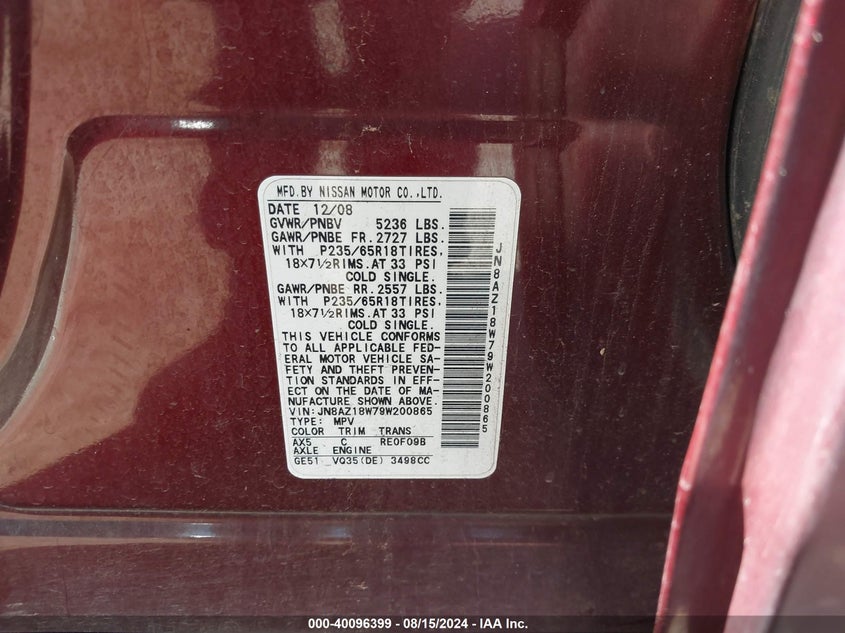 MFD.BY NISSAN MOTOR CO.,LTD.
DATE 12/08
GVWR/PNBV 5236 LBS.
GAWR/PNBE FR.2727 LBS.
WITH P235/65R18TIRES,
18×7½RIMS.AT 33 PSI
COLD SINGLE.
GAWR/PNBE RR.2557 LBS.
WITH P235/65R18TIRES,
18×7½RIMS.AT 33 PSI
COLD SINGLE.
THIS VEHICLE CONFORMS
TO ALL APPLICABLE FED-
ERAL MOTOR VEHICLE SA-
FETY AND THEFT PREVEN-
TION STANDARDS IN EFF-
ECT ON THE DATE OF MA-
NUFACTURE SHOWN ABOVE.
VIN:JN8AZ18W79W200865
TYPE: MPV
COLOR TRIM TRANS
AX5 C RE0F09B
AXLE ENGINE
GE51 VQ35(DE) 3498CC
JN8AZ18W79W200865
000-40096399 - 08/15/2024 - IAA Inc.